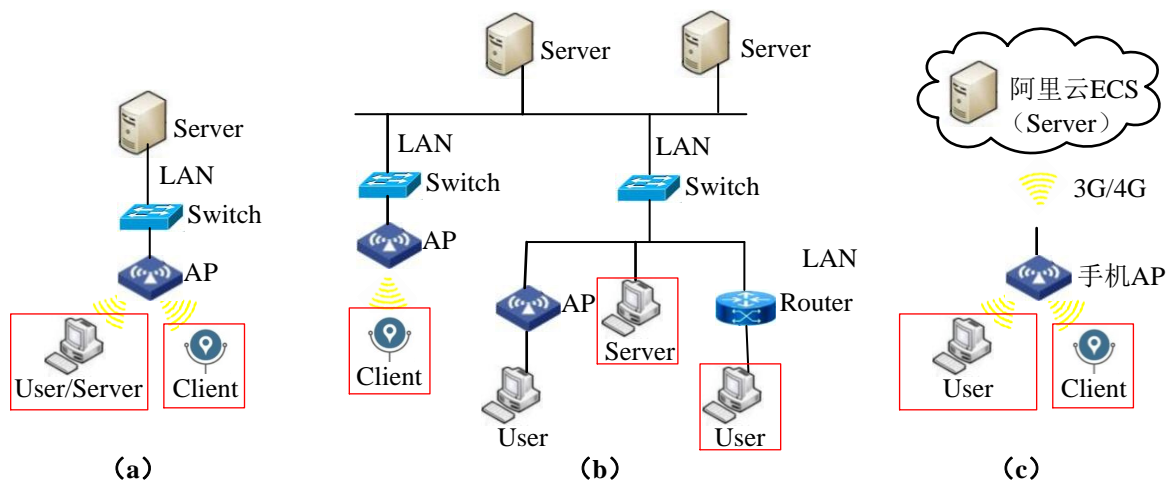 Server
LAN
Switch
AP
User/Server
Client
（a）
Server
Server
LAN
Switch
AP
Client
LAN
Switch
AP
User
Server
LAN
Router
User
（b）
阿里云ECS
（Server）
3G/4G
手机AP
User
Client
（c）